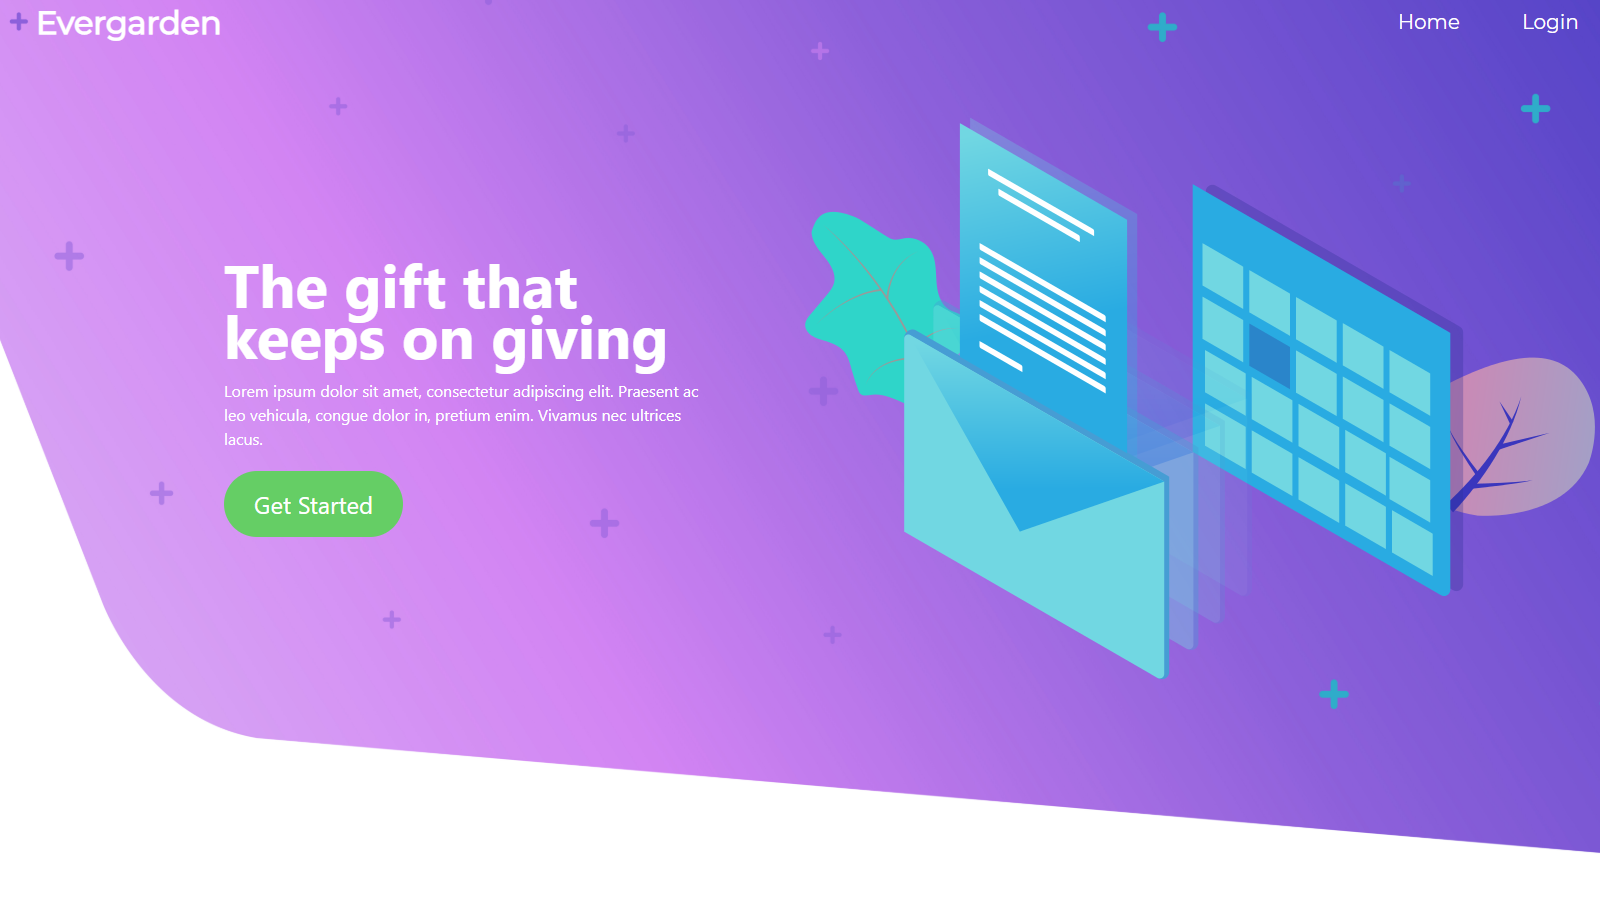 Evergarden
Home
Login
The gift that
keeps on giving
Lorem ipsum dolor sit amet, consectetur adipiscing elit. Praesent ac
leo vehicula, congue dolor in, pretium enim. Vivamus nec ultrices
lacus.
Get Started